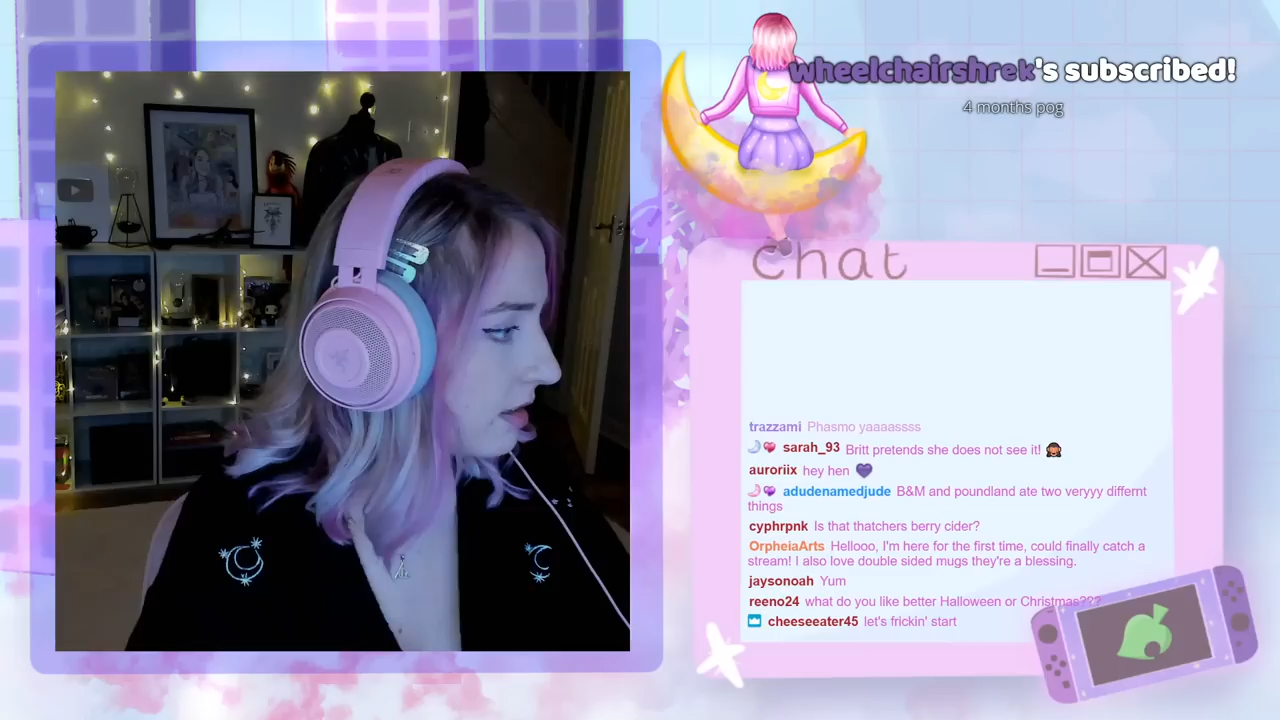 wheelchairshrek's subscribed!
4 months pog
chat
trazzami Phasmo yaaaassss
sarah_93 Britt pretends she does not see it!
auroriix hey hen
adudenamedjude B&M and poundland ate two veryyy differnt
things
cyphrpnk Is that thatchers berry cider?
OrpheiaArts Hellooo, I'm here for the first time, could finally catch a
stream! I also love double sided mugs they're a blessing.
jaysonoah Yum
reeno24 what do you like better Halloween or Christmas???
cheeseeater45 let's frickin' start